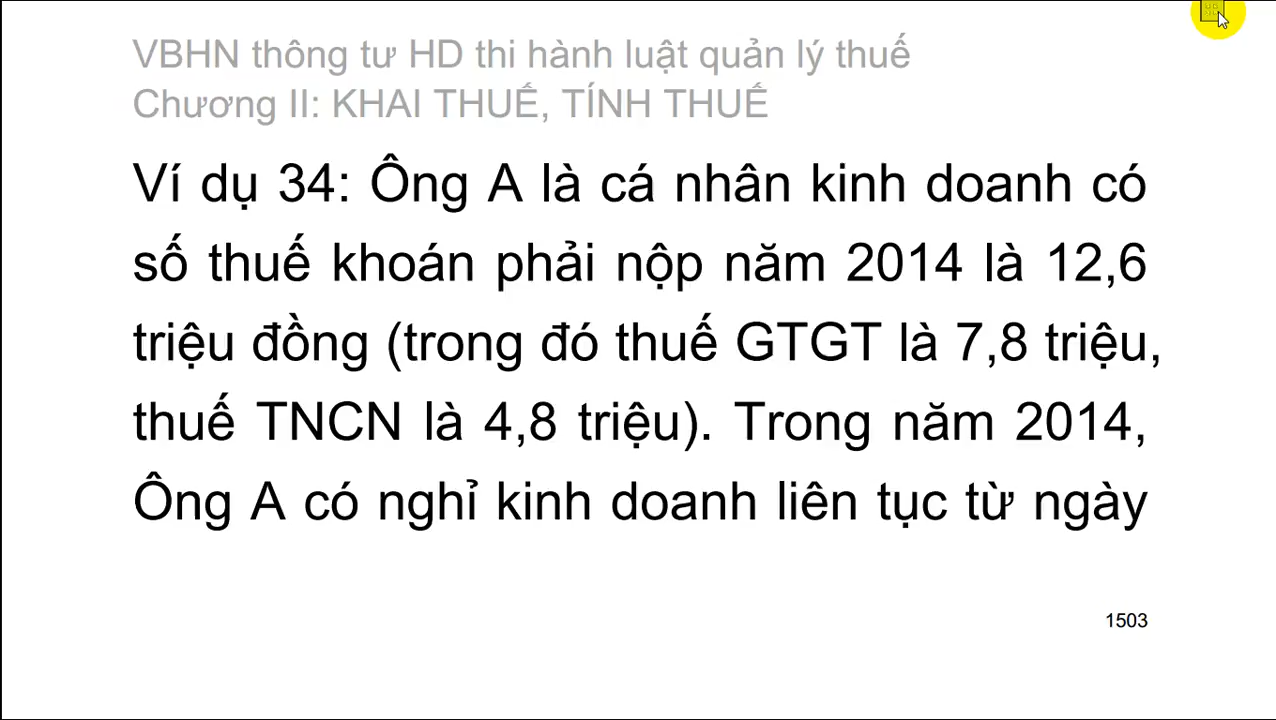 VBHN thông tư HD thi hành luật quản lý thuế
Chương II: KHAI THUẾ, TÍNH THUẾ
Ví dụ 34: Ông A là cá nhân kinh doanh có
số thuế khoán phải nộp năm 2014 là 12,6
triệu đồng (trong đó thuế GTGT là 7,8 triệu,
thuế TNCN là 4,8 triệu). Trong năm 2014,
Ông A có nghỉ kinh doanh liên tục từ ngày
1503